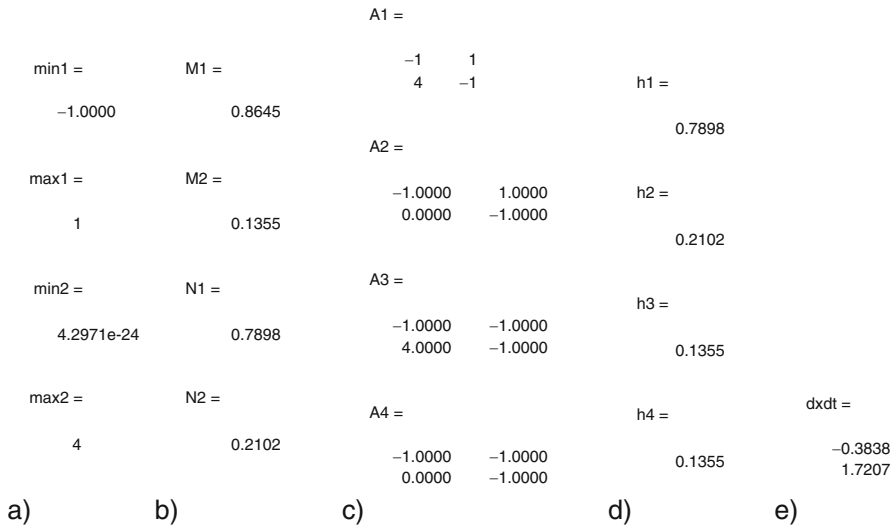 min1 =
−1.0000
max1 =
1
min2 =
4.2971e-24
max2 =
4
a)
M1 =
0.8645
M2 =
0.1355
N1 =
0.7898
N2 =
0.2102
b)
A1 =
−1 1
4 −1
A2 =
−1.0000 1.0000
0.0000 −1.0000
A3 =
−1.0000 −1.0000
4.0000 −1.0000
A4 =
−1.0000 −1.0000
0.0000 −1.0000
c)
h1 =
0.7898
h2 =
0.2102
h3 =
0.1355
h4 =
0.1355
d)
dxdt =
−0.3838
1.7207
e)